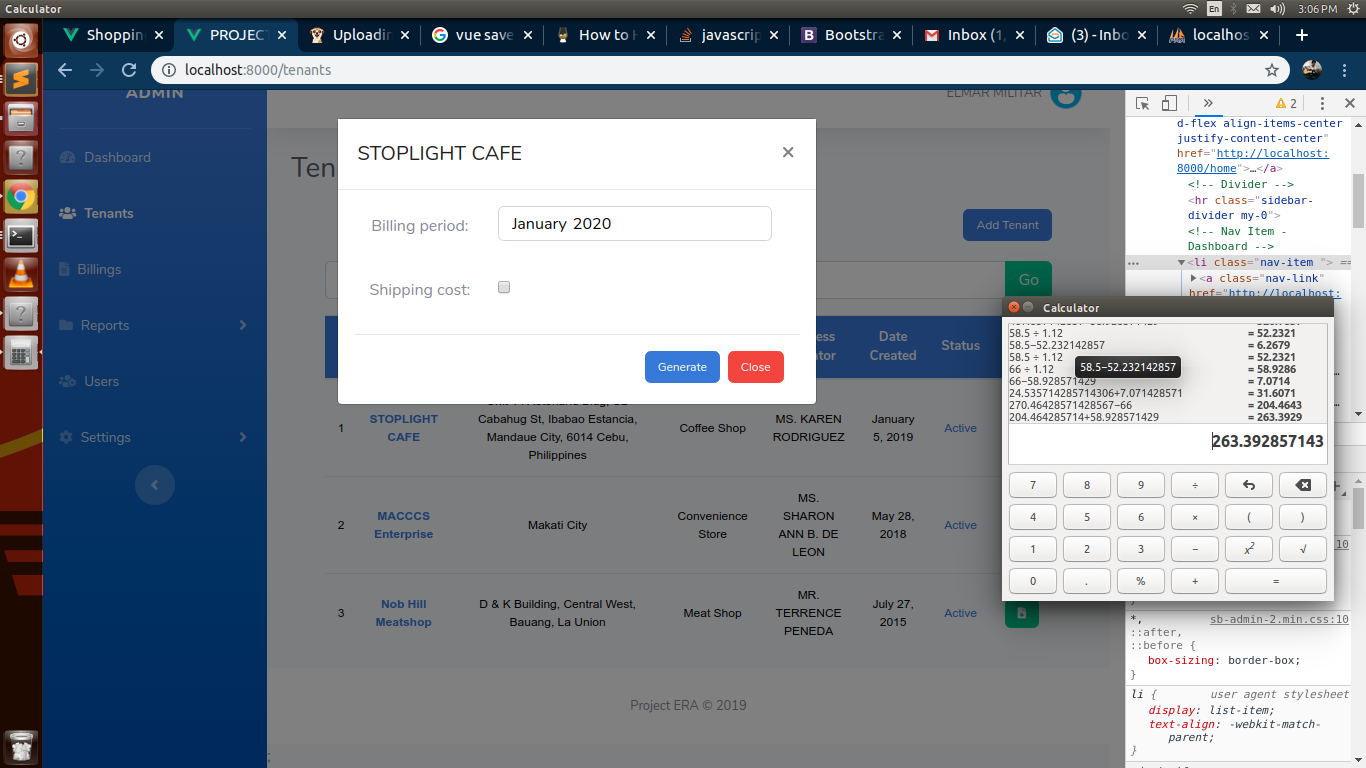 Calculator
En
3:06 PM
Shoppin
PROJEC
Uploadin
vue save
How to H
javascrip
Bootstra
Inbox (1,
(3) - Inbo
localhos
localhost:8000/tenants
ADMIN
Dashboard
Tenants
Billings
Reports
Users
Settings
ELMAR MILITAR
Ten
Add Tenant
Go
STOPLIGHT CAFE
×
Billing period:
January 2020
Shipping cost:
Generate
Close
Date
Created
Status
1
STOPLIGHT
CAFE
Cabahug St, Ibabao Estancia,
Mandaue City, 6014 Cebu,
Philippines
Coffee Shop
MS. KAREN
RODRIGUEZ
January
5, 2019
Active
2
MACCCS
Enterprise
Makati City
Convenience
Store
MS.
SHARON
ANN B. DE
LEON
May 28,
2018
Active
3
Nob Hill
Meatshop
D & K Building, Central West,
Bauang, La Union
Meat Shop
MR.
TERRENCE
PENEDA
July 27,
2015
Active
Project ERA © 2019
;
2
d-flex align-items-center
justify-content-center"
href="http://localhost:
8000/home">…</a>
<!-- Divider -->
<hr class="sidebar-
divider my-0">
<!-- Nav Item -
Dashboard -->
<li class="nav-item "> ==
<a class="nav-link"
href="http://localhost:
Calculator
58.5 ÷ 1.12 = 52.2321
58.5−52.232142857 = 6.2679
58.5 ÷ 1.12 = 52.2321
66 ÷ 1.12 = 58.9286
66−58.928571429 = 7.0714
24.535714285714306+7.071428571 = 31.6071
270.46428571428567−66 = 204.4643
204.464285714+58.928571429 = 263.3929
58.5−52.232142857
263.392857143
7 8 9 ÷
4 5 6 × ( )
1 2 3 − x² √
0 . % + =
*,
sb-admin-2.min.css:10
::after,
::before {
box-sizing: border-box;
}
li {
user agent stylesheet
display: list-item;
text-align: -webkit-match-
parent;
}